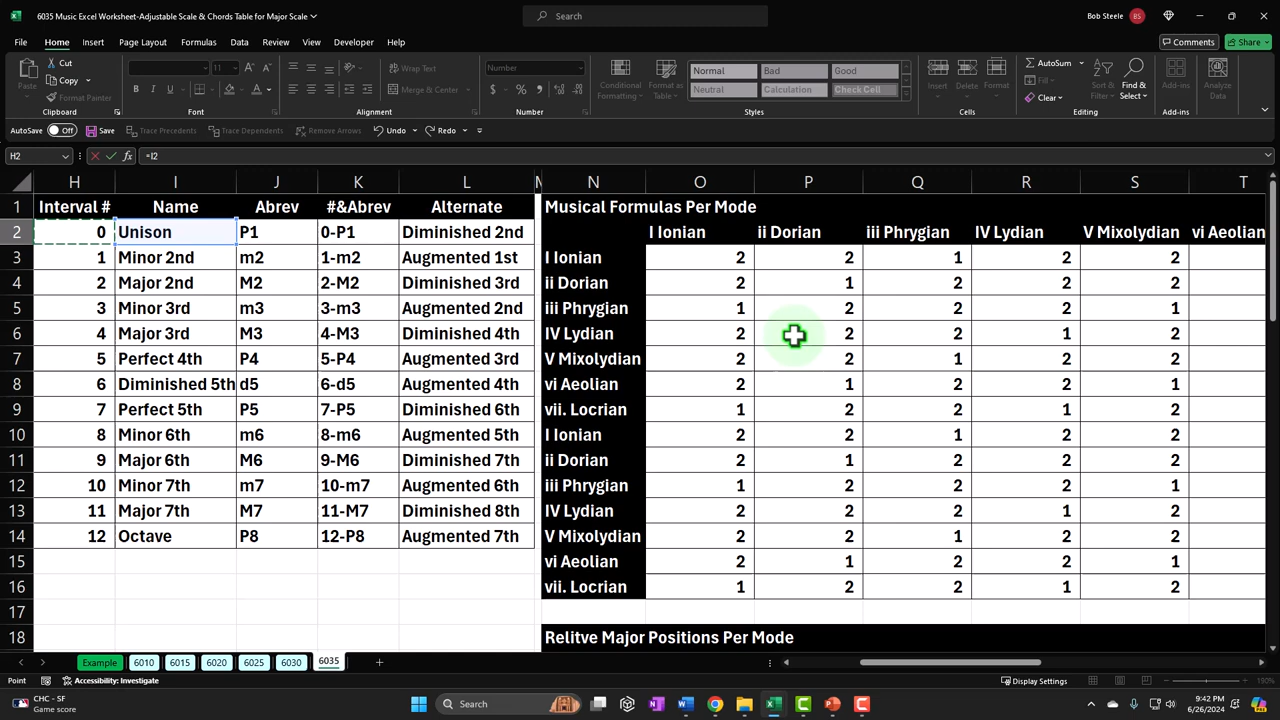 6035 Music Excel Worksheet-Adjustable Scale & Chords Table for Major Scale
Search
Bob Steele BS
File Home Insert Page Layout Formulas Data Review View Developer Help
Comments Share
Paste Cut Copy Format Painter
11
Wrap Text Merge & Center
Number
Conditional Formatting Format as Table
Normal Bad Good
Neutral Calculation Check Cell
Insert Delete Format
AutoSum Fill Clear
Sort & Filter Find & Select
Add-ins Analyze Data
Clipboard Font Alignment Number Styles Cells Editing Add-ins
AutoSave Off Save Trace Precedents Trace Dependents Remove Arrows Undo Redo
H2 fx =I2
H I J K L M N O P Q R S T
1 Interval # Name Abrev #&Abrev Alternate Musical Formulas Per Mode
2 0 Unison P1 0-P1 Diminished 2nd I Ionian ii Dorian iii Phrygian IV Lydian V Mixolydian vi Aeolian
3 1 Minor 2nd m2 1-m2 Augmented 1st I Ionian 2 2 1 2 2
4 2 Major 2nd M2 2-M2 Diminished 3rd ii Dorian 2 1 2 2 2
5 3 Minor 3rd m3 3-m3 Augmented 2nd iii Phrygian 1 2 2 2 1
6 4 Major 3rd M3 4-M3 Diminished 4th IV Lydian 2 2 2 1 2
7 5 Perfect 4th P4 5-P4 Augmented 3rd V Mixolydian 2 2 1 2 2
8 6 Diminished 5th d5 6-d5 Augmented 4th vi Aeolian 2 1 2 2 1
9 7 Perfect 5th P5 7-P5 Diminished 6th vii. Locrian 1 2 2 1 2
10 8 Minor 6th m6 8-m6 Augmented 5th I Ionian 2 2 1 2 2
11 9 Major 6th M6 9-M6 Diminished 7th ii Dorian 2 1 2 2 2
12 10 Minor 7th m7 10-m7 Augmented 6th iii Phrygian 1 2 2 2 1
13 11 Major 7th M7 11-M7 Diminished 8th IV Lydian 2 2 2 1 2
14 12 Octave P8 12-P8 Augmented 7th V Mixolydian 2 2 1 2 2
15 vi Aeolian 2 1 2 2 1
16 vii. Locrian 1 2 2 1 2
17
18 Relitve Major Positions Per Mode
Example 6010 6015 6020 6025 6030 6035
Point Accessibility: Investigate Display Settings 190%
CHC - SF
Game score
Search
9:42 PM
6/26/2024